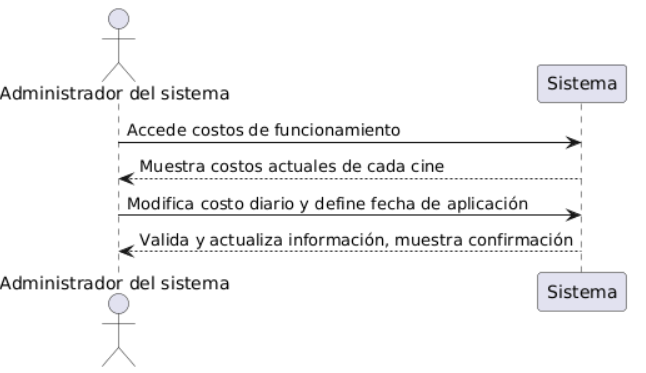 Administrador del sistema
Sistema
Accede costos de funcionamiento
Muestra costos actuales de cada cine
Modifica costo diario y define fecha de aplicación
Valida y actualiza información, muestra confirmación
Administrador del sistema
Sistema